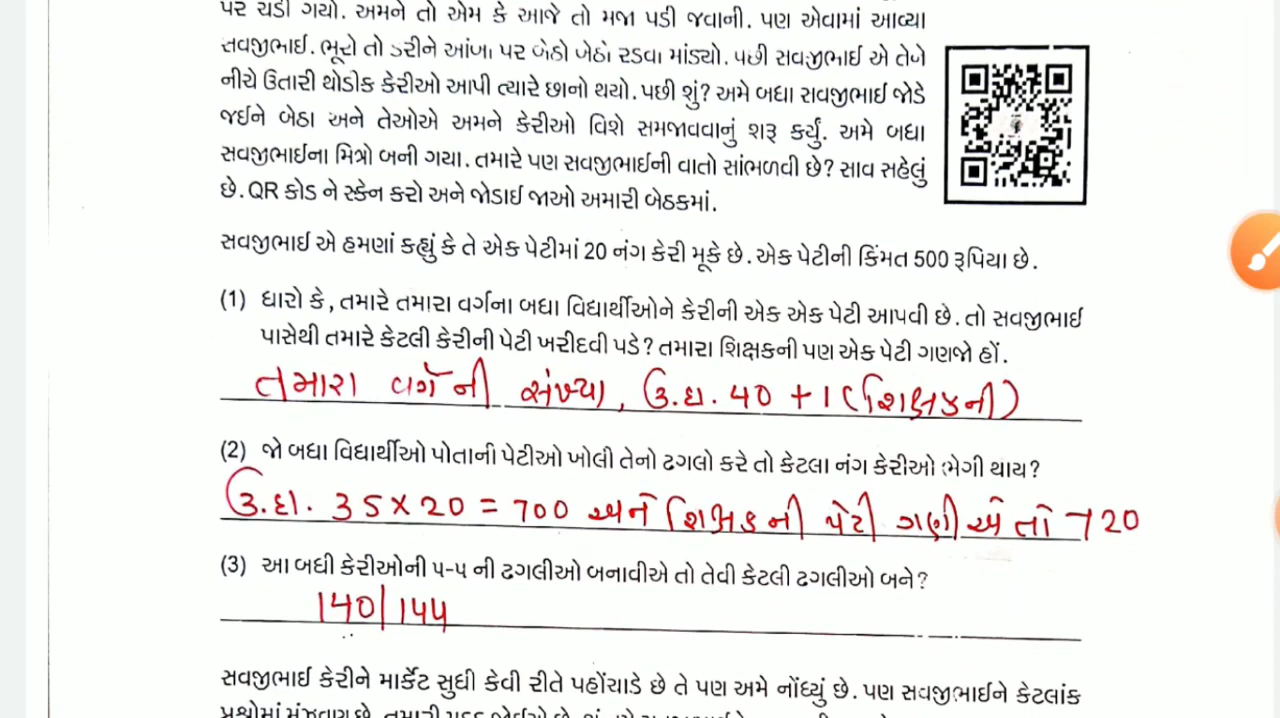 પર ચડી ગયો. અમને તો એમ કે આજે તો મજા પડી જવાની. પણ એવામાં આવ્યા
સવજીભાઈ. ભૂરો તો ડરીને આંબા પર બેઠો બેઠો રડવા માંડ્યો. પછી સવજીભાઈ એ તેને
નીચે ઉતારી થોડીક કેરીઓ આપી ત્યારે છાનો થયો. પછી શું? અમે બધા સવજીભાઈ જોડે
જઈને બેઠા અને તેઓએ અમને કેરીઓ વિશે સમજાવવાનું શરૂ કર્યું. અમે બધા
સવજીભાઈના મિત્રો બની ગયા. તમારે પણ સવજીભાઈની વાતો સાંભળવી છે? સાવ સહેલું
છે. QR કોડ ને સ્કેન કરો અને જોડાઈ જાઓ અમારી બેઠકમાં.
સવજીભાઈ એ હમણાં કહ્યું કે તે એક પેટીમાં 20 નંગ કેરી મૂકે છે. એક પેટીની કિંમત 500 રૂપિયા છે.
(1) ધારો કે, તમારે તમારા વર્ગના બધા વિદ્યાર્થીઓને કેરીની એક એક પેટી આપવી છે. તો સવજીભાઈ
પાસેથી તમારે કેટલી કેરીની પેટી ખરીદવી પડે? તમારા શિક્ષકની પણ એક પેટી ગણજો હોં.
તમારા વર્ગની સંખ્યા, ઉ.દા. 40 + 1 (શિક્ષકની)
(2) જો બધા વિદ્યાર્થીઓ પોતાની પેટીઓ ખોલી તેનો ઢગલો કરે તો કેટલા નંગ કેરીઓ ભેગી થાય?
ઉ.દા. 35 × 20 = 700 અને શિક્ષકની પેટી ગણીએ તો 720
(3) આ બધી કેરીઓની ૫-૫ ની ઢગલીઓ બનાવીએ તો તેવી કેટલી ઢગલીઓ બને?
140/144
સવજીભાઈ કેરીને માર્કેટ સુધી કેવી રીતે પહોંચાડે છે તે પણ અમે નોંધ્યું છે. પણ સવજીભાઈને કેટલાંક